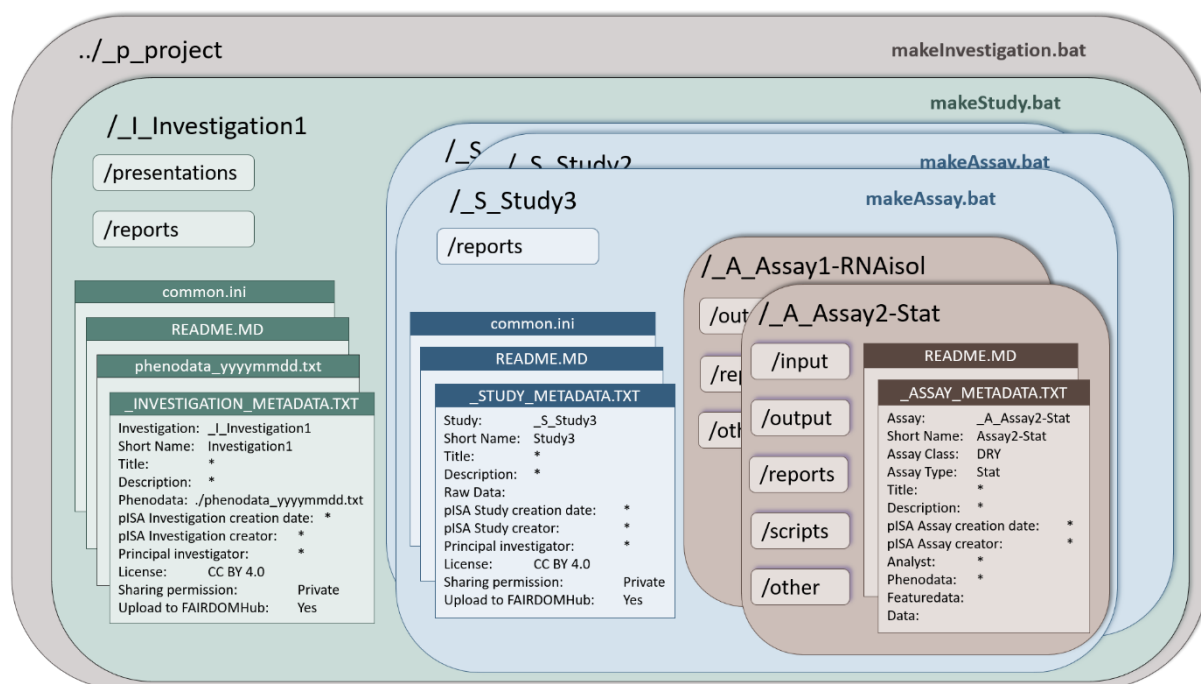 ../_p_project
makeInvestigation.bat
makeStudy.bat
/_I_Investigation1
/presentations
/reports
common.ini
README.MD
phenodata_yyyymmdd.txt
_INVESTIGATION_METADATA.TXT
Investigation: _I_Investigation1
Short Name: Investigation1
Title: *
Description: *
Phenodata: ./phenodata_yyyymmdd.txt
pISA Investigation creation date: *
pISA Investigation creator: *
Principal investigator: *
License: CC BY 4.0
Sharing permission: Private
Upload to FAIRDOMHub: Yes
/_S
/_S_Study2
makeAssay.bat
/_S_Study3
makeAssay.bat
/reports
common.ini
README.MD
_STUDY_METADATA.TXT
Study: _S_Study3
Short Name: Study3
Title: *
Description: *
Raw Data:
pISA Study creation date: *
pISA Study creator: *
Principal investigator: *
License: CC BY 4.0
Sharing permission: Private
Upload to FAIRDOMHub: Yes
/_A_Assay1-RNAisol
/out
/rep
/oth
/_A_Assay2-Stat
/input
/output
/reports
/scripts
/other
README.MD
_ASSAY_METADATA.TXT
Assay: _A_Assay2-Stat
Short Name: Assay2-Stat
Assay Class: DRY
Assay Type: Stat
Title: *
Description: *
pISA Assay creation date: *
pISA Assay creator: *
Analyst: *
Phenodata: *
Featuredata:
Data: